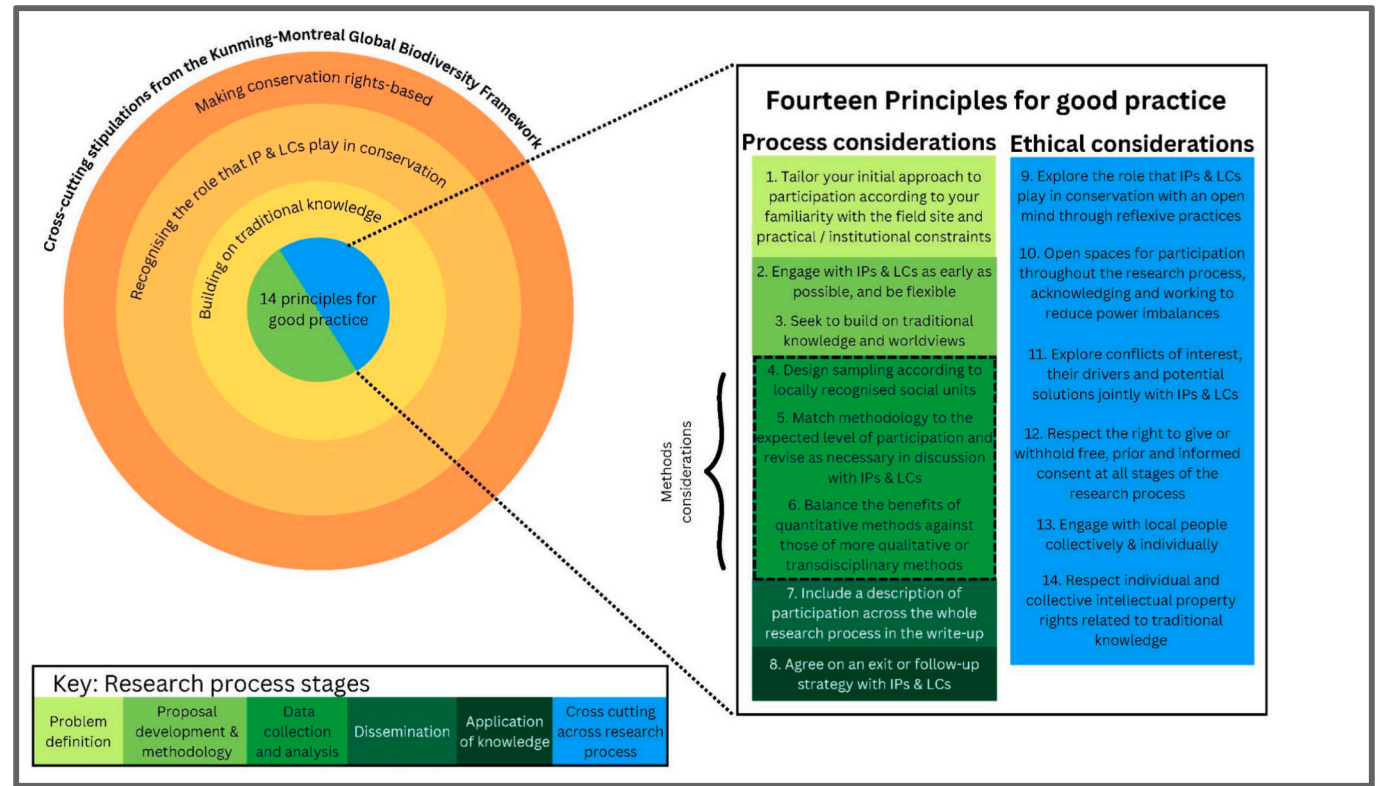 Cross-cutting stipulations from the Kunming-Montreal Global Biodiversity Framework
Making conservation rights-based
Recognising the role that IP & LCs play in conservation
Building on traditional knowledge
14 principles for
good practice
Fourteen Principles for good practice
Process considerations
1. Tailor your initial approach to
participation according to your
familiarity with the field site and
practical / institutional constraints
2. Engage with IPs & LCs as early as
possible, and be flexible
3. Seek to build on traditional
knowledge and worldviews
Methods
considerations
4. Design sampling according to
locally recognised social units
5. Match methodology to the
expected level of participation and
revise as necessary in discussion
with IPs & LCs
6. Balance the benefits of
quantitative methods against
those of more qualitative or
transdisciplinary methods
7. Include a description of
participation across the whole
research process in the write-up
8. Agree on an exit or follow-up
strategy with IPs & LCs
Ethical considerations
9. Explore the role that IPs & LCs
play in conservation with an open
mind through reflexive practices
10. Open spaces for participation
throughout the research process,
acknowledging and working to
reduce power imbalances
11. Explore conflicts of interest,
their drivers and potential
solutions jointly with IPs & LCs
12. Respect the right to give or
withhold free, prior and informed
consent at all stages of the
research process
13. Engage with local people
collectively & individually
14. Respect individual and
collective intellectual property
rights related to traditional
knowledge
Key: Research process stages
Problem
definition
Proposal
development &
methodology
Data
collection
and analysis
Dissemination
Application
of knowledge
Cross cutting
across research
process